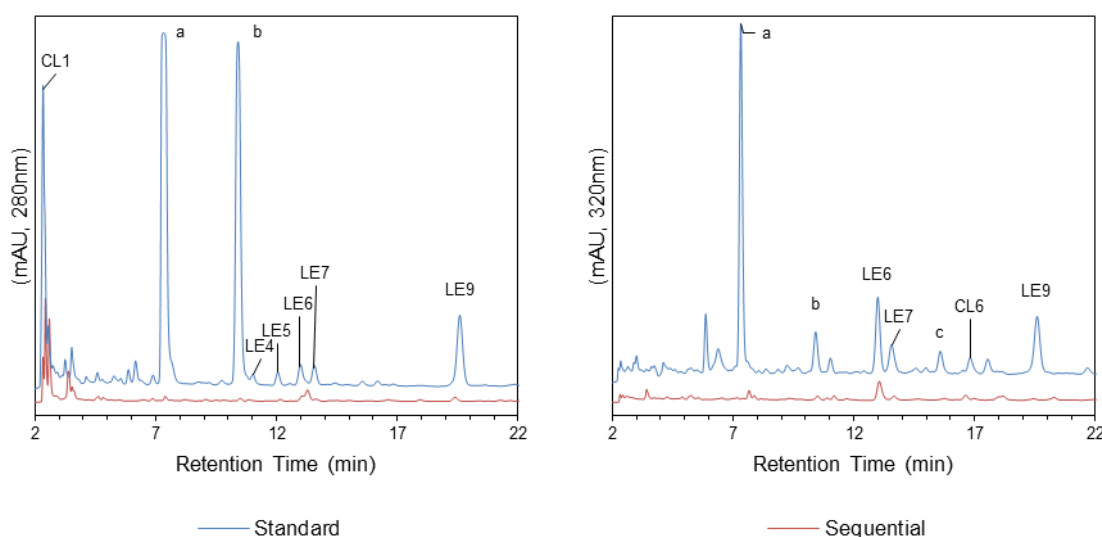 (mAU, 280nm)
CL1
a
b
LE4
LE5
LE6
LE7
LE9
2
7
12
17
22
Retention Time (min)
(mAU, 320nm)
a
b
LE6
LE7
c
CL6
LE9
2
7
12
17
22
Retention Time (min)
Standard
Sequential